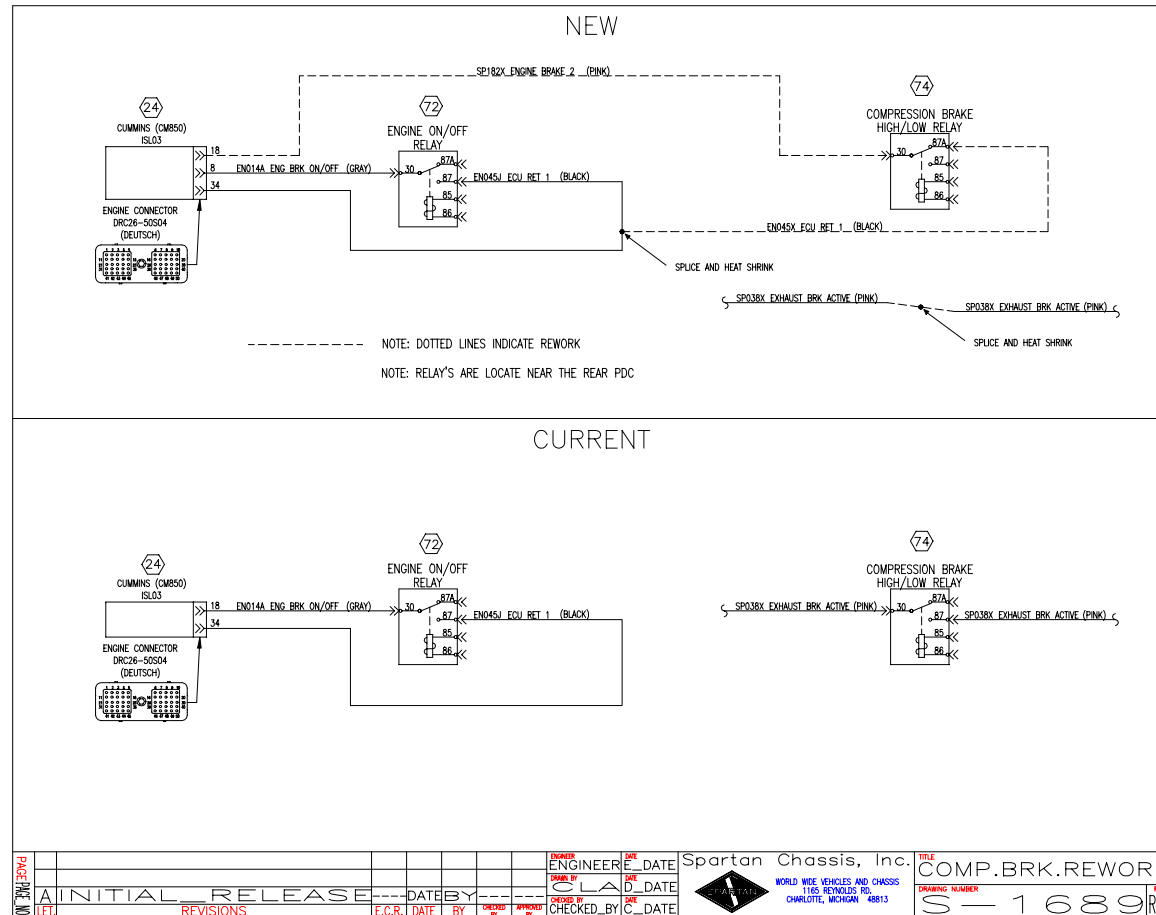 NEW
SP182X ENGINE BRAKE 2 (PINK)
24
CUMMINS (CM850)
ISL03
72
ENGINE ON/OFF
RELAY
74
COMPRESSION BRAKE
HIGH/LOW RELAY
18
8
34
EN014A ENG BRK ON/OFF (GRAY)
30
87A
87
85
86
EN045J ECU RET 1 (BLACK)
30
87A
87
85
86
ENGINE CONNECTOR
DRC26-50S04
(DEUTSCH)
EN045X ECU RET 1 (BLACK)
SPLICE AND HEAT SHRINK
SP038X EXHAUST BRK ACTIVE (PINK)
SP038X EXHAUST BRK ACTIVE (PINK)
SPLICE AND HEAT SHRINK
NOTE: DOTTED LINES INDICATE REWORK
NOTE: RELAY'S ARE LOCATE NEAR THE REAR PDC
CURRENT
24
CUMMINS (CM850)
ISL03
72
ENGINE ON/OFF
RELAY
74
COMPRESSION BRAKE
HIGH/LOW RELAY
18
34
EN014A ENG BRK ON/OFF (GRAY)
30
87A
87
85
86
EN045J ECU RET 1 (BLACK)
SP038X EXHAUST BRK ACTIVE (PINK)
30
87A
87
85
86
SP038X EXHAUST BRK ACTIVE (PINK)
ENGINE CONNECTOR
DRC26-50S04
(DEUTSCH)
PAGE
PAGE_NO
A INITIAL_RELEASE ---- DATE BY ---- ----
LET. REVISIONS E.C.R. DATE BY CHECKED BY APPROVED BY
ENGINEER
ENGINEER
DATE
E_DATE
DRAWN BY
CLA
DATE
D_DATE
CHECKED BY
CHECKED_BY
DATE
C_DATE
Spartan Chassis, Inc.
SPARTAN
WORLD WIDE VEHICLES AND CHASSIS
1165 REYNOLDS RD.
CHARLOTTE, MICHIGAN 48813
TITLE
COMP.BRK.REWOR
DRAWING NUMBER
S-1689
R